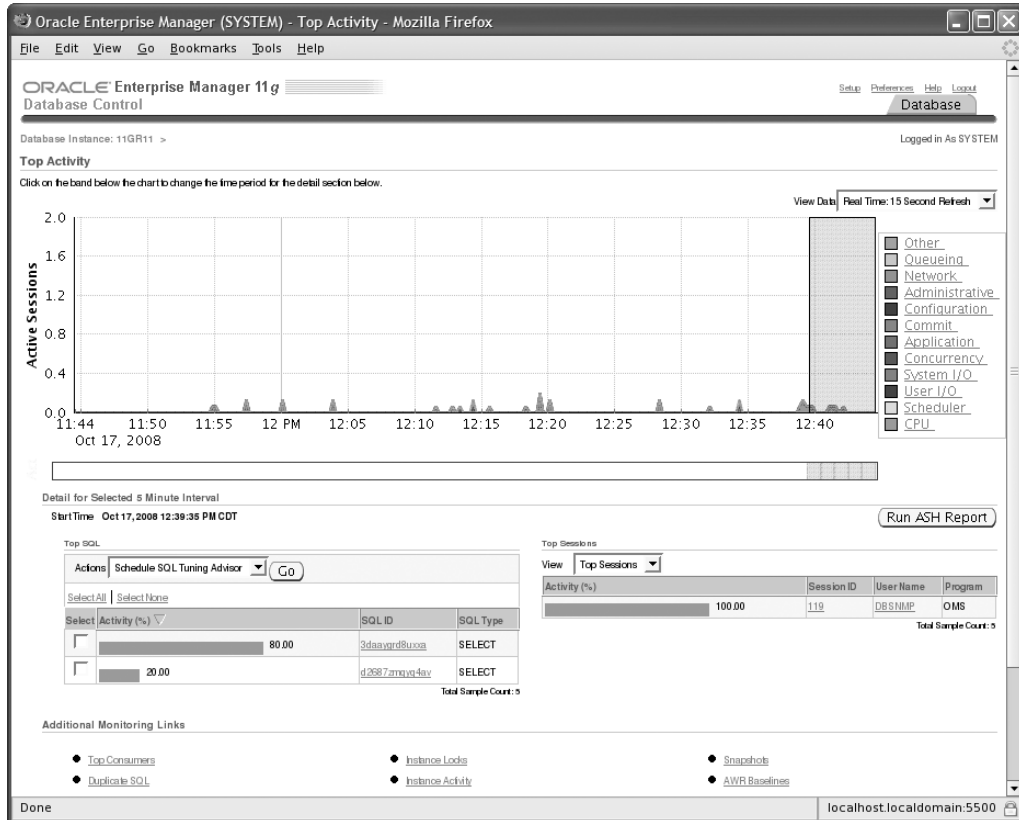 Oracle Enterprise Manager (SYSTEM) - Top Activity - Mozilla Firefox
File Edit View Go Bookmarks Tools Help
ORACLE Enterprise Manager 11g
Database Control
Setup Preferences Help Logout
Database
Database Instance: 11GR11 >
Logged in As SYSTEM
Top Activity
Click on the band below the chart to change the time period for the detail section below.
View Data Real Time: 15 Second Refresh
Active Sessions
2.0
1.6
1.2
0.8
0.4
0.0
11:44 11:50 11:55 12 PM 12:05 12:10 12:15 12:20 12:25 12:30 12:35 12:40
Oct 17, 2008
Other
Queueing
Network
Administrative
Configuration
Commit
Application
Concurrency
System I/O
User I/O
Scheduler
CPU
Detail for Selected 5 Minute Interval
Start Time Oct 17, 2008 12:39:35 PM CDT
Run ASH Report
Top SQL
Actions Schedule SQL Tuning Advisor Go
Select All | Select None
Select Activity (%) SQL ID SQL Type
80.00 3daaygrd8uxxa SELECT
20.00 d2687zmqyq4av SELECT
Total Sample Count: 5
Top Sessions
View Top Sessions
Activity (%) Session ID User Name Program
100.00 119 DBSNMP OMS
Total Sample Count: 5
Additional Monitoring Links
Top Consumers
Duplicate SQL
Instance Locks
Instance Activity
Snapshots
AWR Baselines
Done
localhost.localdomain:5500